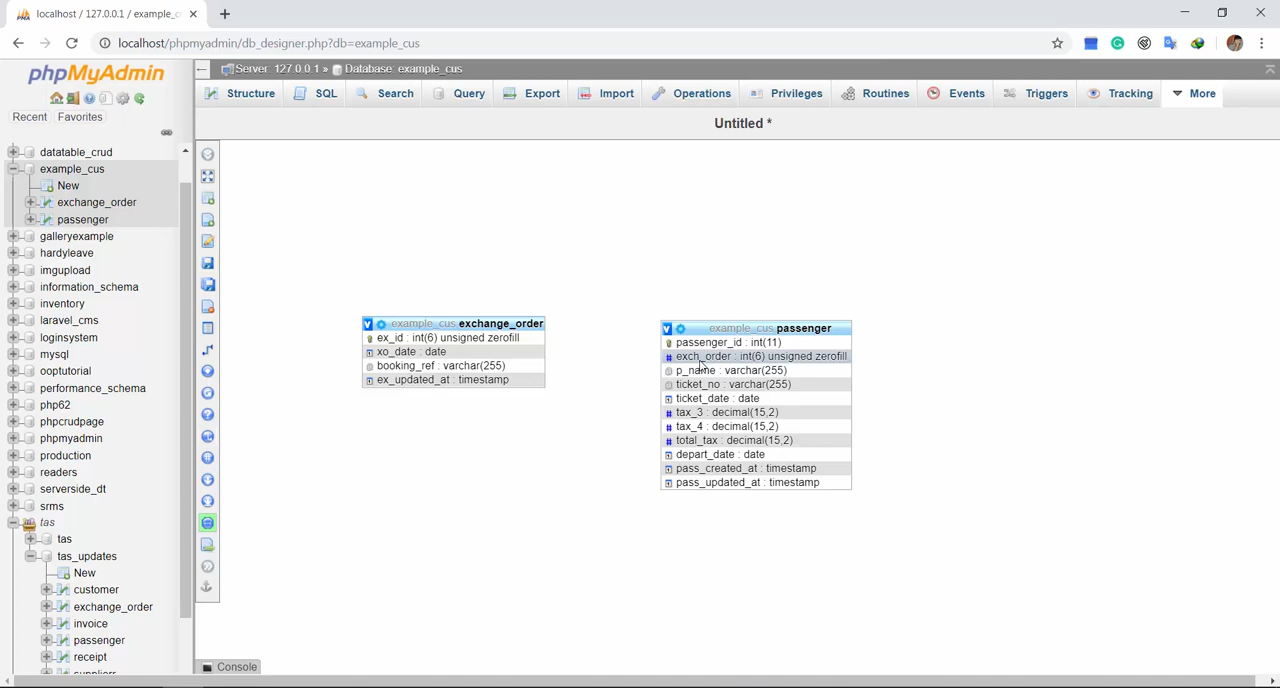 localhost / 127.0.0.1 / example_c
localhost/phpmyadmin/db_designer.php?db=example_cus
phpMyAdmin
Recent Favorites
datatable_crud
example_cus
New
exchange_order
passenger
galleryexample
hardyleave
imgupload
information_schema
inventory
laravel_cms
loginsystem
mysql
ooptutorial
performance_schema
php62
phpcrudpage
phpmyadmin
production
readers
serverside_dt
srms
tas
tas
tas_updates
New
customer
exchange_order
invoice
passenger
receipt
Server: 127.0.0.1 » Database: example_cus
Structure SQL Search Query Export Import Operations Privileges Routines Events Triggers Tracking More
Untitled *
example_cus exchange_order
ex_id : int(6) unsigned zerofill
xo_date : date
booking_ref : varchar(255)
ex_updated_at : timestamp
example_cus passenger
passenger_id : int(11)
exch_order : int(6) unsigned zerofill
p_name : varchar(255)
ticket_no : varchar(255)
ticket_date : date
tax_3 : decimal(15,2)
tax_4 : decimal(15,2)
total_tax : decimal(15,2)
depart_date : date
pass_created_at : timestamp
pass_updated_at : timestamp
Console